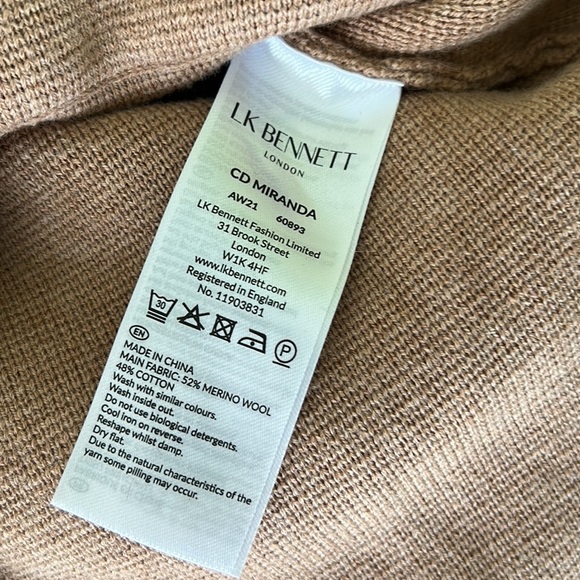 LK BENNETT
LONDON
CD MIRANDA
AW21 60893
LK Bennett Fashion Limited
31 Brook Street
London
W1K 4HF
www.lkbennett.com
Registered in England
No. 11903831
30 P
EN
MADE IN CHINA
MAIN FABRIC: 52% MERINO WOOL
48% COTTON
Wash with similar colours.
Wash inside out.
Do not use biological detergents.
Cool iron on reverse.
Reshape whilst damp.
Dry flat.
Due to the natural characteristics of the
yarn some pilling may occur.